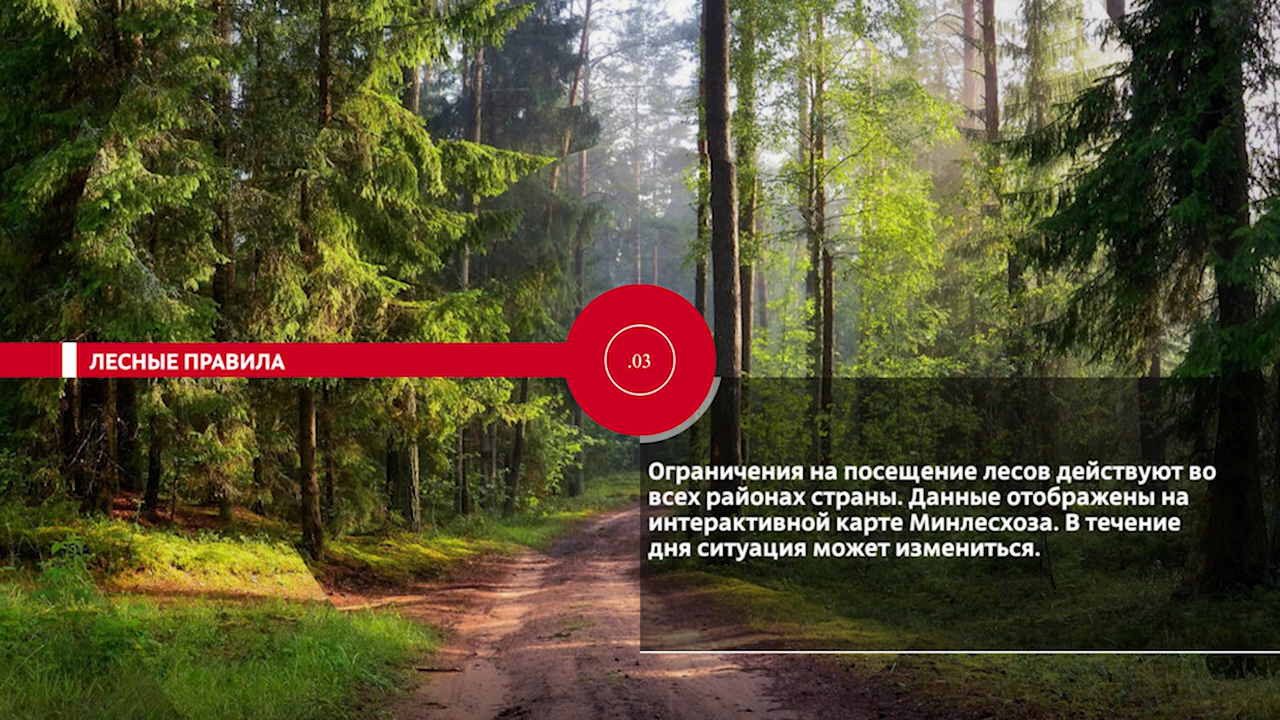 ЛЕСНЫЕ ПРАВИЛА
.03
Ограничения на посещение лесов действуют во
всех районах страны. Данные отображены на
интерактивной карте Минлесхоза. В течение
дня ситуация может измениться.